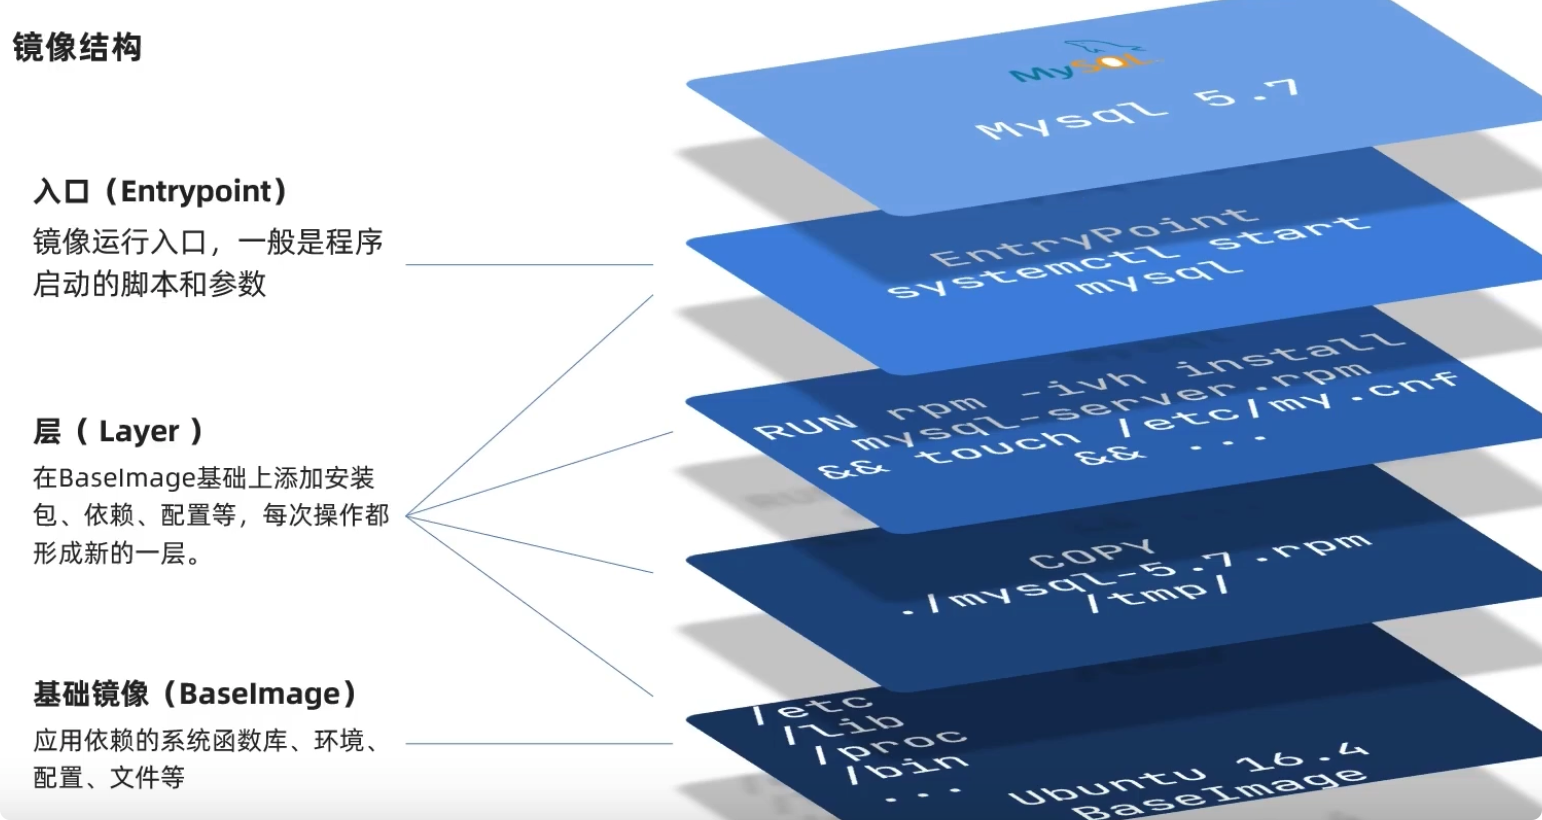 镜像结构
入口（Entrypoint）
镜像运行入口，一般是程序
启动的脚本和参数
层（ Layer ）
在BaseImage基础上添加安装
包、依赖、配置等，每次操作都
形成新的一层。
基础镜像（BaseImage）
应用依赖的系统函数库、环境、
配置、文件等
MySQL
Mysql 5.7
EntryPoint
systemctl start
mysql
RUN rpm -ivh install
mysql-server.rpm
&& touch /etc/my.cnf
&& ...
COPY
./mysql-5.7.rpm
/tmp/
/etc
/lib
/proc
/bin
...
Ubuntu 16.4
BaseImage